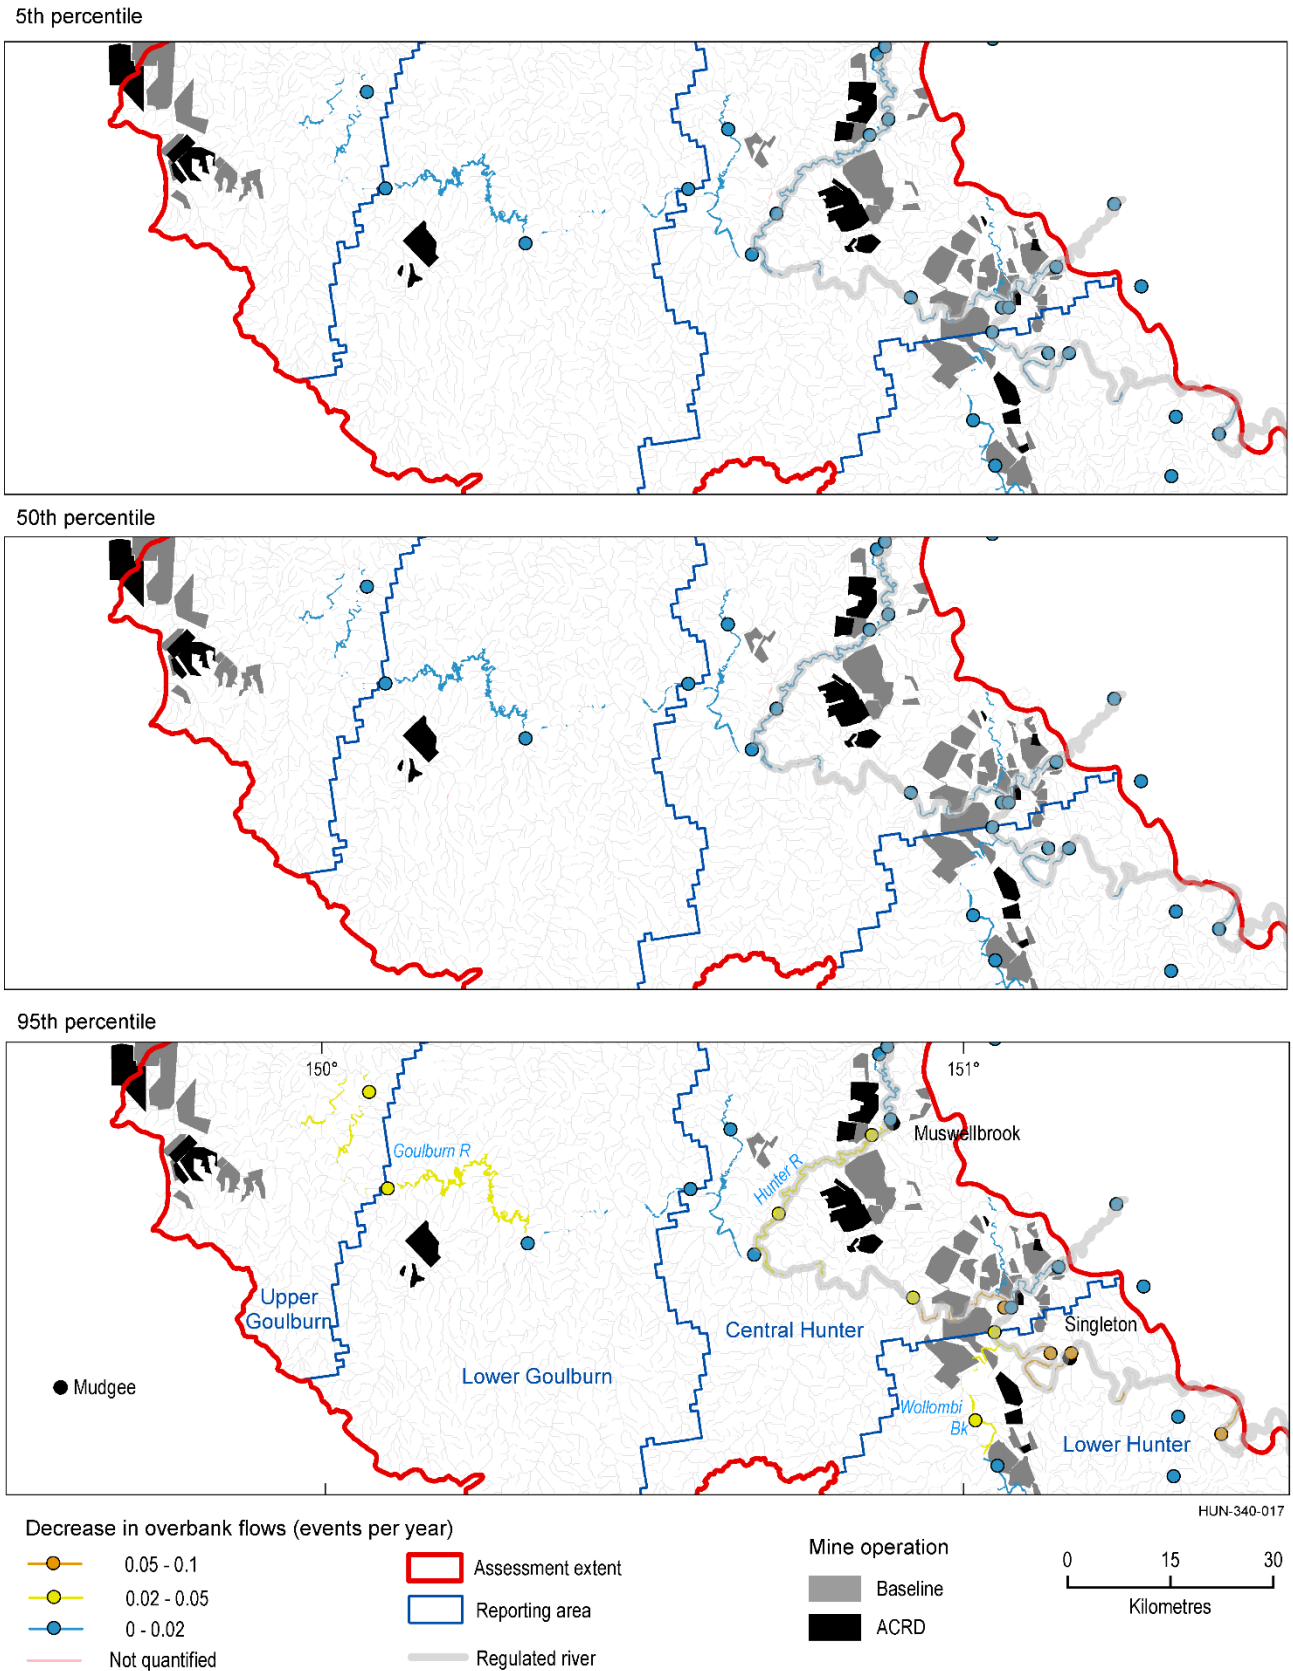 5th percentile
50th percentile
95th percentile
150°
151°
Muswellbrook
Goulburn R
Hunter R
Upper
Goulburn
Central Hunter
Singleton
Lower Goulburn
Mudgee
Wollombi
Bk
Lower Hunter
HUN-340-017
Decrease in overbank flows (events per year)
0.05 - 0.1
0.02 - 0.05
0 - 0.02
Not quantified
Assessment extent
Reporting area
Regulated river
Mine operation
Baseline
ACRD
0 15 30
Kilometres